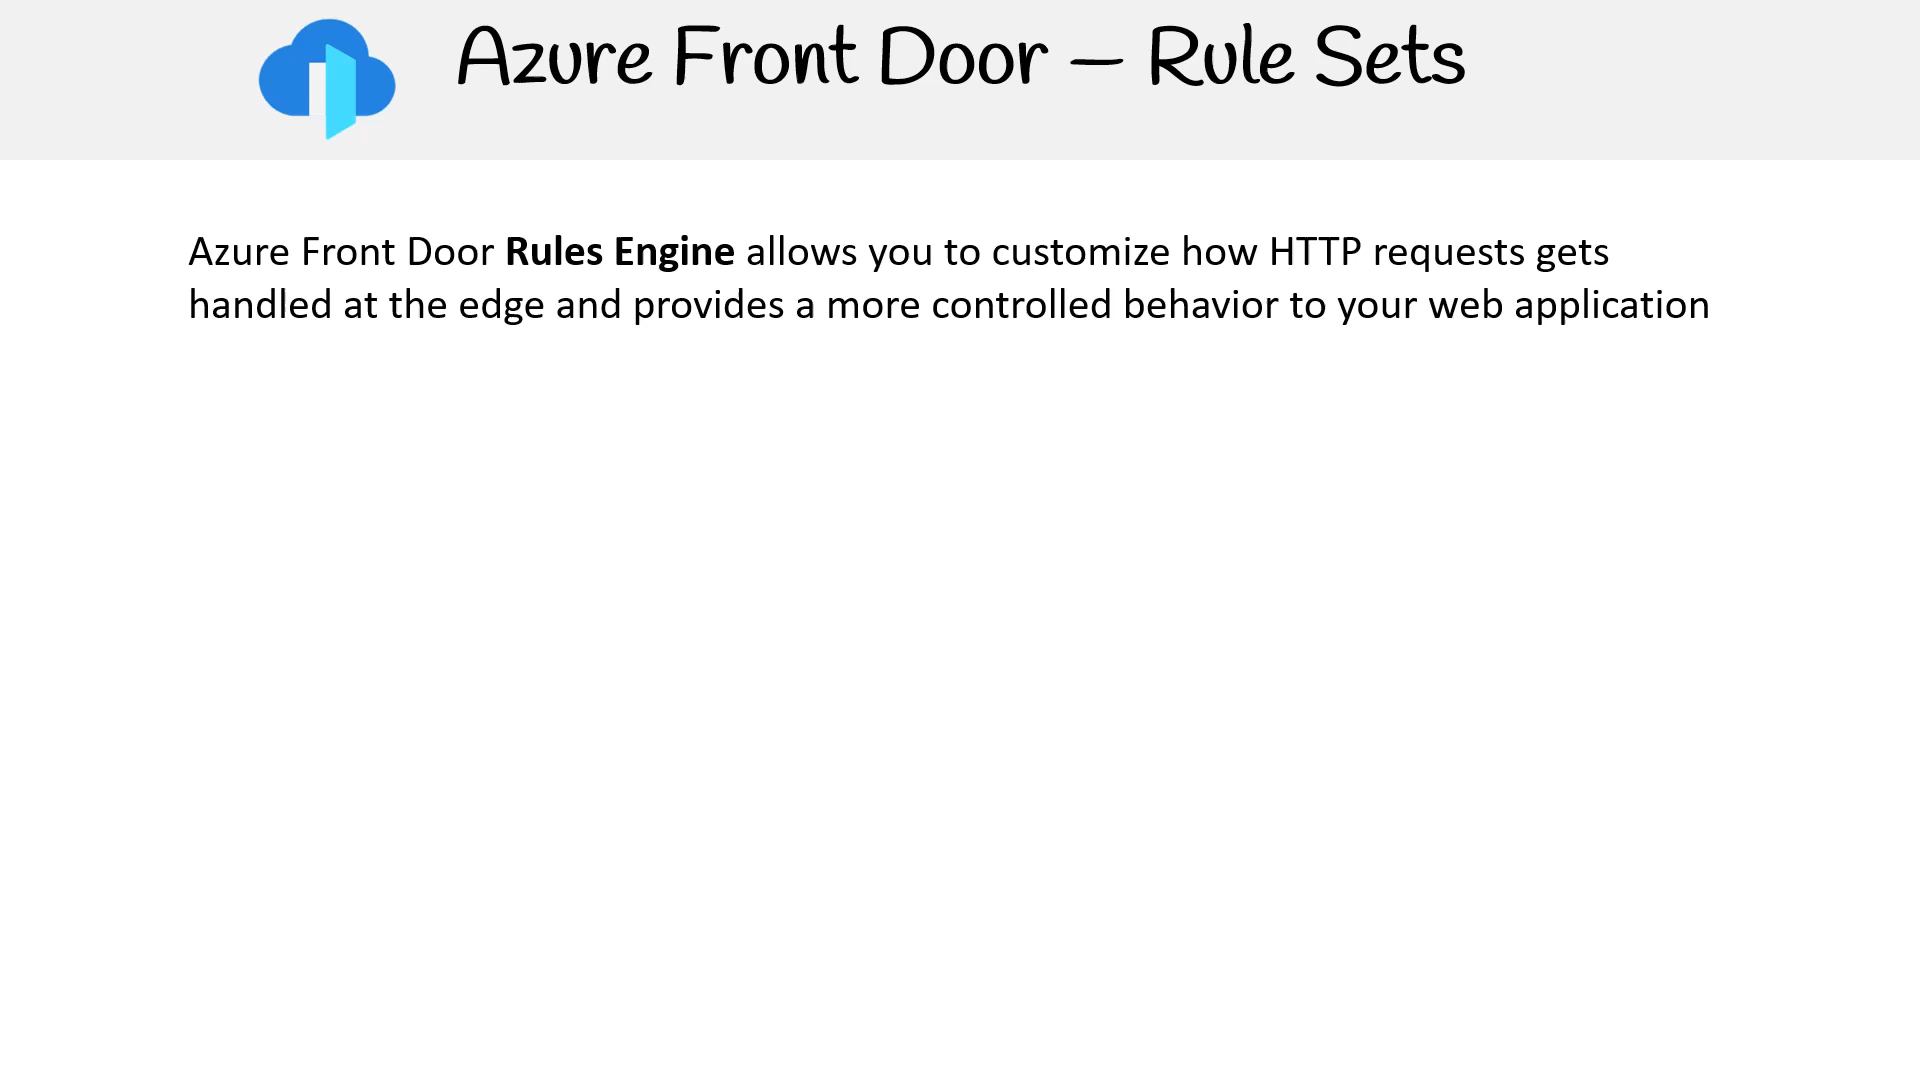 Azure Front Door – Rule Sets
Azure Front Door Rules Engine allows you to customize how HTTP requests gets
handled at the edge and provides a more controlled behavior to your web application